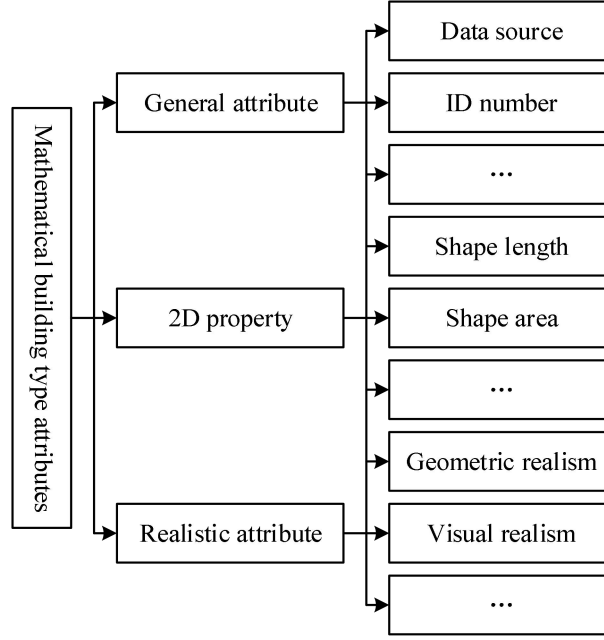 Mathematical building type attributes
General attribute
2D property
Realistic attribute
Data source
ID number
...
Shape length
Shape area
...
Geometric realism
Visual realism
...